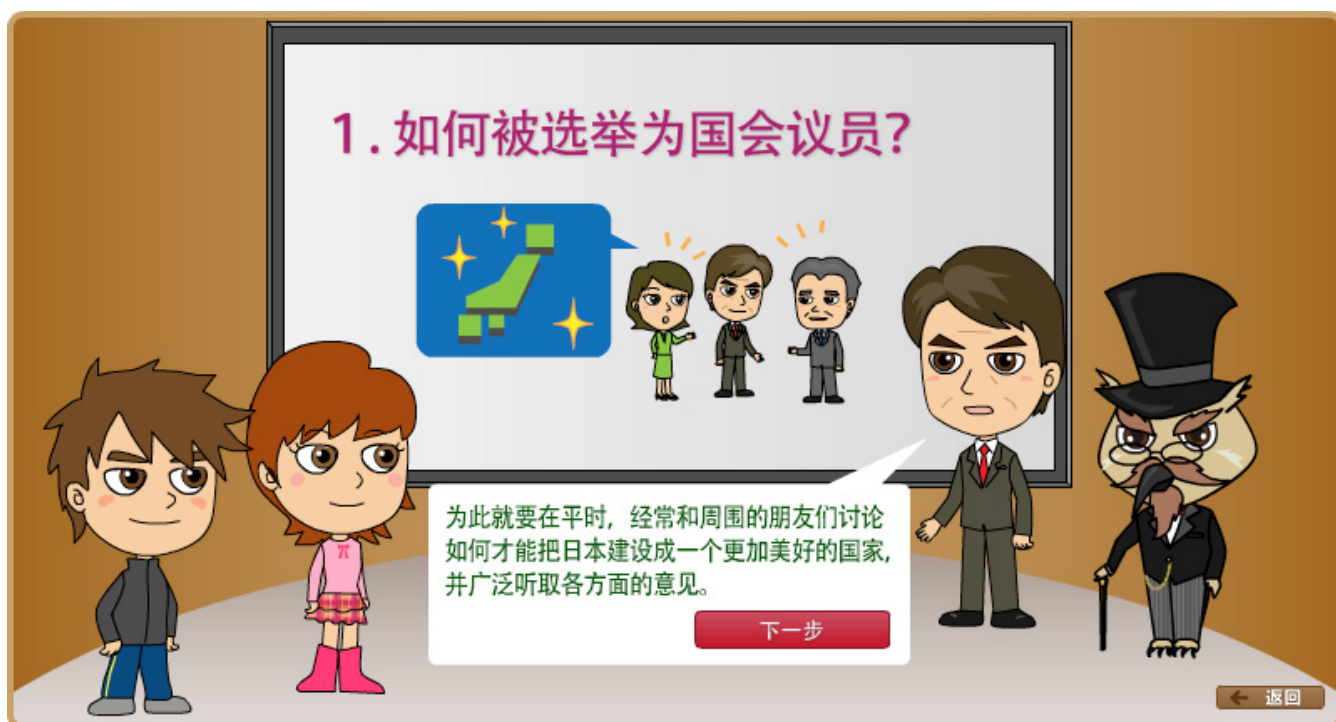 1.如何被选举为国会议员?
为此就要在平时,经常和周围的朋友们讨论
如何才能把日本建设成一个更加美好的国家,
并广泛听取各方面的意见。
下一步
返回